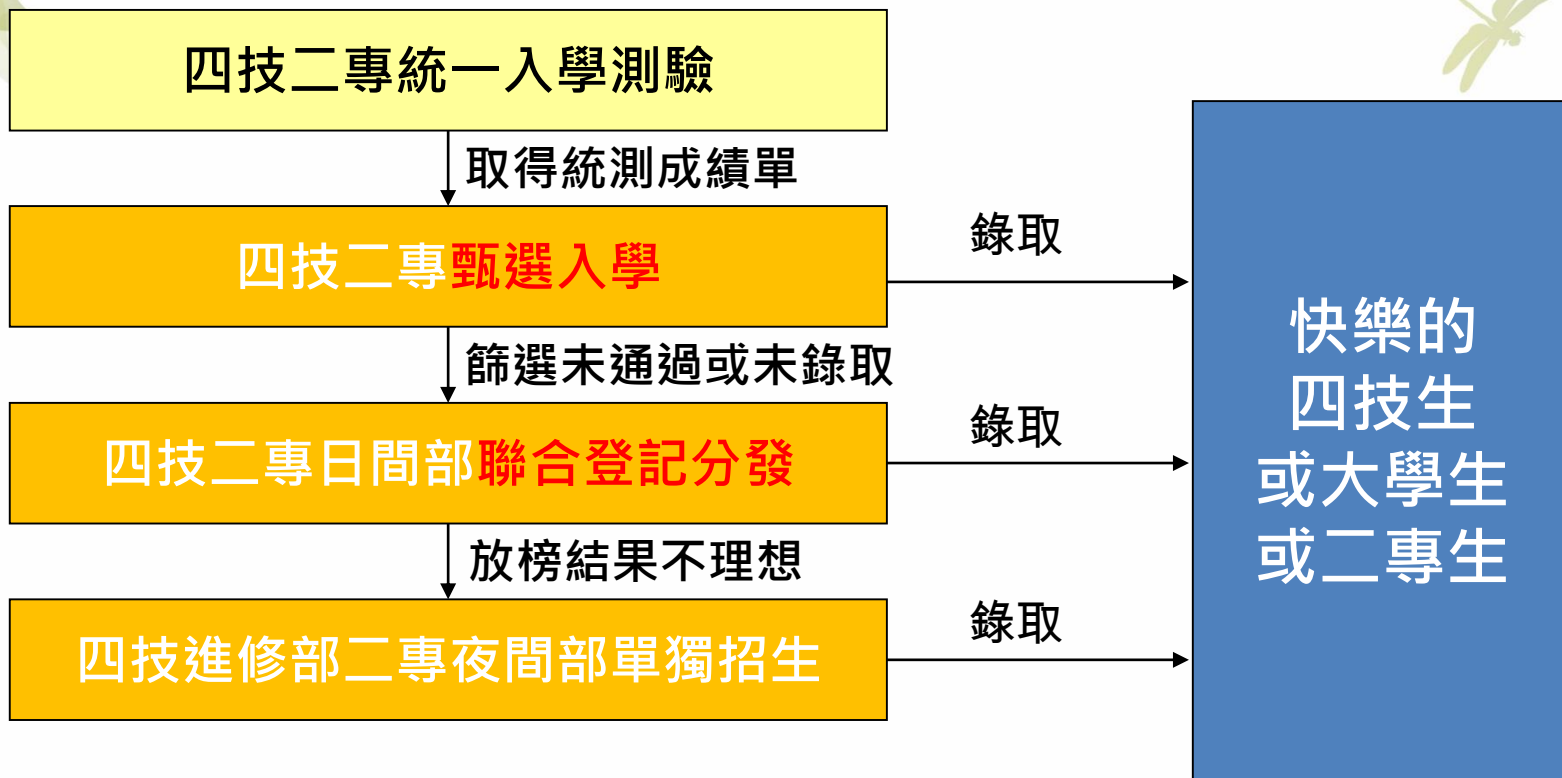 四技二專統一入學測驗
取得統測成績單
四技二專甄選入學
錄取
篩選未通過或未錄取
四技二專日間部聯合登記分發
錄取
放榜結果不理想
四技進修部二專夜間部單獨招生
錄取
快樂的
四技生
或大學生
或二專生